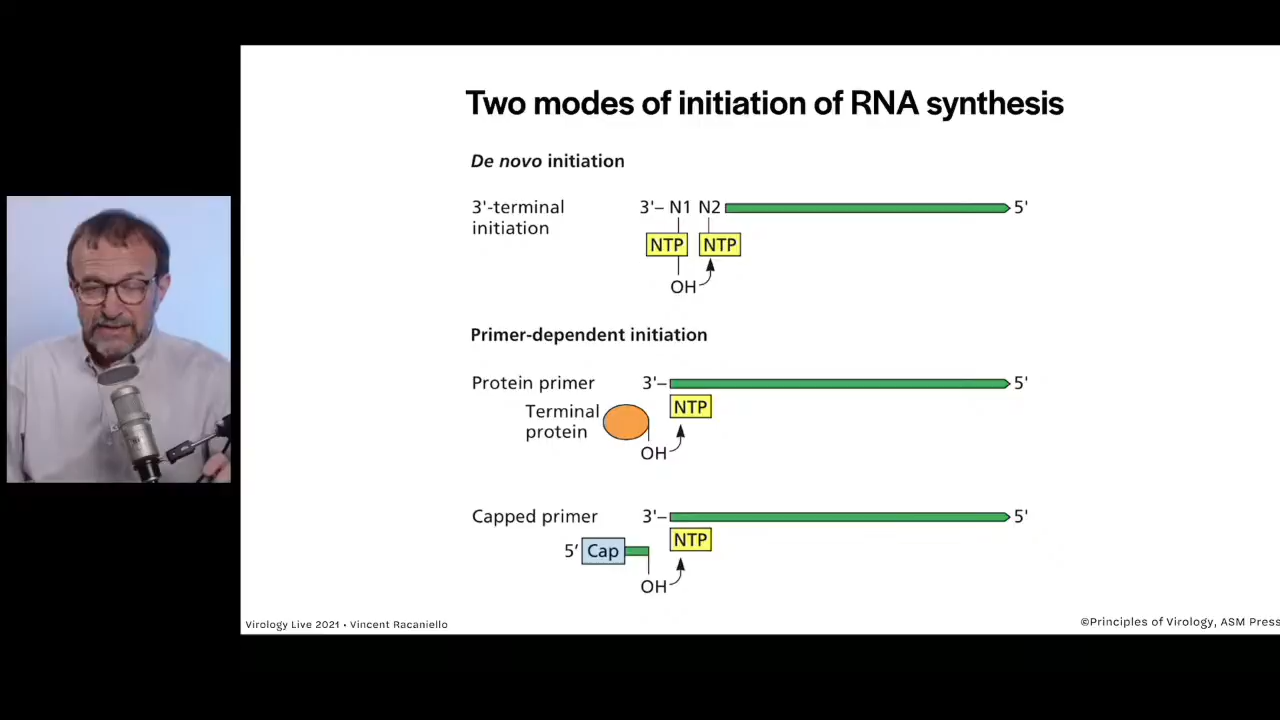 Two modes of initiation of RNA synthesis
De novo initiation
3'-terminal
initiation
3'– N1 N2
5'
NTP
NTP
OH
Primer-dependent initiation
Protein primer
3'–
5'
Terminal
protein
NTP
OH
Capped primer
3'–
5'
5′ Cap
NTP
OH
Virology Live 2021 • Vincent Racaniello
©Principles of Virology, ASM Press